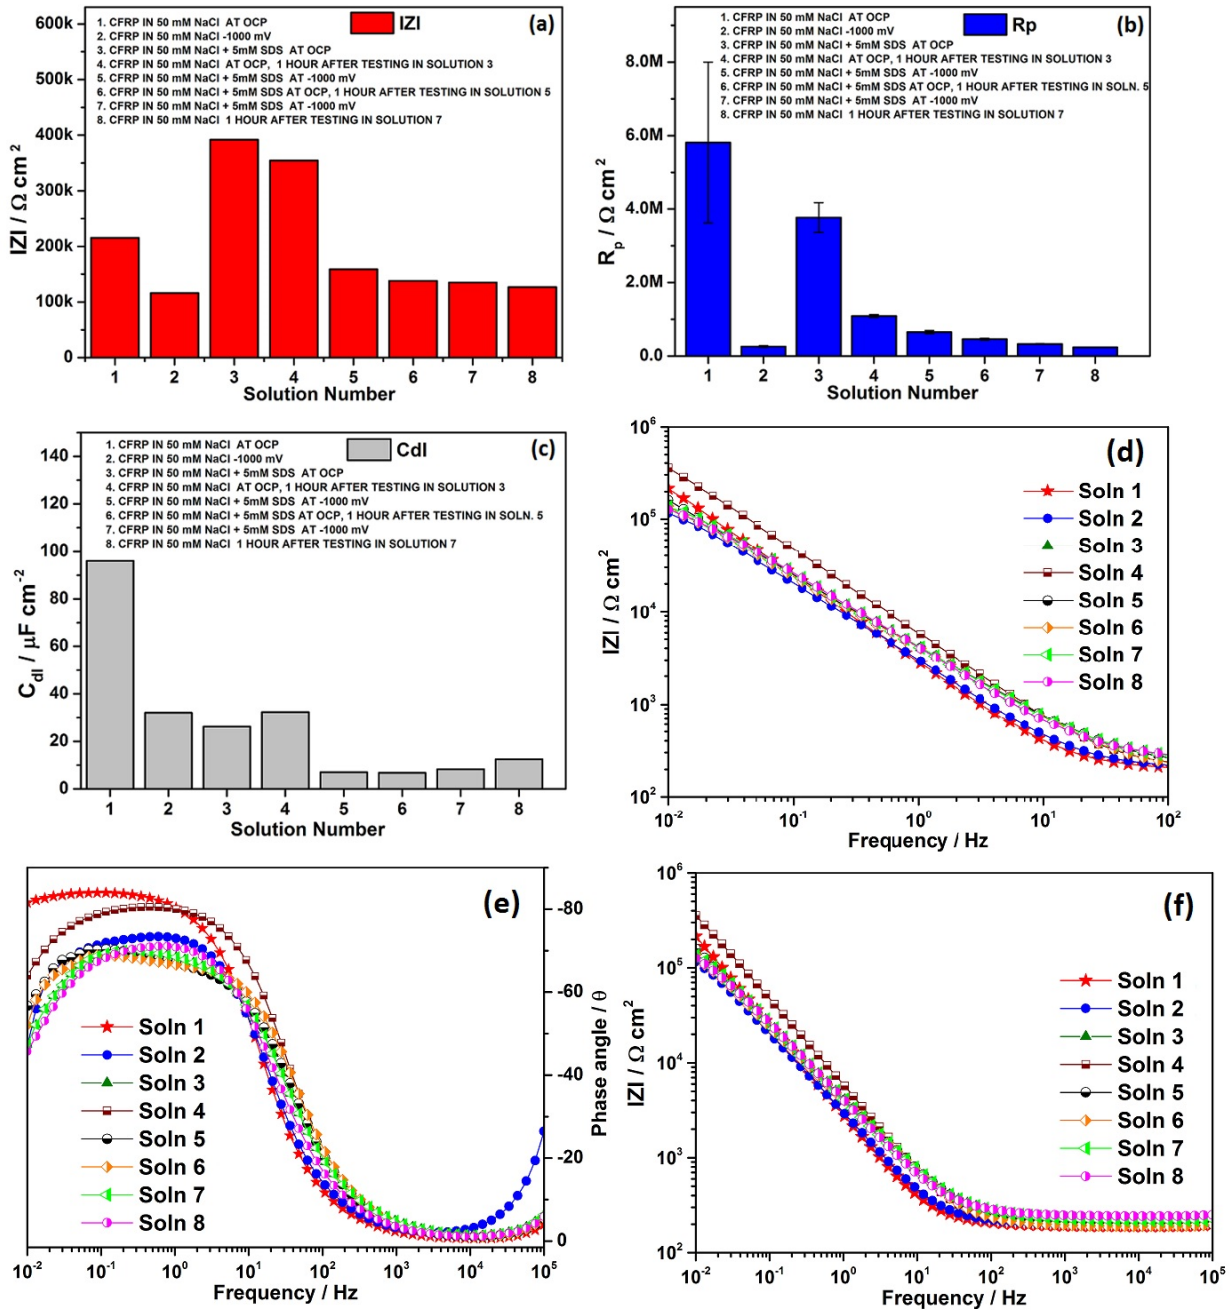 (a)
IZI
1. CFRP IN 50 mM NaCl AT OCP
2. CFRP IN 50 mM NaCl -1000 mV
3. CFRP IN 50 mM NaCl + 5mM SDS AT OCP
4. CFRP IN 50 mM NaCl AT OCP, 1 HOUR AFTER TESTING IN SOLUTION 3
5. CFRP IN 50 mM NaCl + 5mM SDS AT -1000 mV
6. CFRP IN 50 mM NaCl + 5mM SDS AT OCP, 1 HOUR AFTER TESTING IN SOLUTION 5
7. CFRP IN 50 mM NaCl + 5mM SDS AT -1000 mV
8. CFRP IN 50 mM NaCl 1 HOUR AFTER TESTING IN SOLUTION 7
600k
500k
400k
300k
200k
100k
0
IZI / Ω cm²
1 2 3 4 5 6 7 8
Solution Number
(b)
Rp
1. CFRP IN 50 mM NaCl AT OCP
2. CFRP IN 50 mM NaCl -1000 mV
3. CFRP IN 50 mM NaCl + 5mM SDS AT OCP
4. CFRP IN 50 mM NaCl AT OCP, 1 HOUR AFTER TESTING IN SOLUTION 3
5. CFRP IN 50 mM NaCl + 5mM SDS AT -1000 mV
6. CFRP IN 50 mM NaCl + 5mM SDS AT OCP, 1 HOUR AFTER TESTING IN SOLN. 5
7. CFRP IN 50 mM NaCl + 5mM SDS AT -1000 mV
8. CFRP IN 50 mM NaCl 1 HOUR AFTER TESTING IN SOLUTION 7
8.0M
6.0M
4.0M
2.0M
0.0
Rₚ / Ω cm²
1 2 3 4 5 6 7 8
Solution Number
(c)
Cdl
1. CFRP IN 50 mM NaCl AT OCP
2. CFRP IN 50 mM NaCl -1000 mV
3. CFRP IN 50 mM NaCl + 5mM SDS AT OCP
4. CFRP IN 50 mM NaCl AT OCP, 1 HOUR AFTER TESTING IN SOLUTION 3
5. CFRP IN 50 mM NaCl + 5mM SDS AT -1000 mV
6. CFRP IN 50 mM NaCl + 5mM SDS AT OCP, 1 HOUR AFTER TESTING IN SOLN. 5
7. CFRP IN 50 mM NaCl + 5mM SDS AT -1000 mV
8. CFRP IN 50 mM NaCl 1 HOUR AFTER TESTING IN SOLUTION 7
140
120
100
80
60
40
20
0
C_dl / µF cm⁻²
1 2 3 4 5 6 7 8
Solution Number
(d)
Soln 1
Soln 2
Soln 3
Soln 4
Soln 5
Soln 6
Soln 7
Soln 8
10⁶
10⁵
10⁴
10³
10²
IZI / Ω cm²
10⁻² 10⁻¹ 10⁰ 10¹ 10²
Frequency / Hz
(e)
Soln 1
Soln 2
Soln 3
Soln 4
Soln 5
Soln 6
Soln 7
Soln 8
-80
-60
-40
-20
0
Phase angle / θ
10⁻² 10⁻¹ 10⁰ 10¹ 10² 10³ 10⁴ 10⁵
Frequency / Hz
(f)
Soln 1
Soln 2
Soln 3
Soln 4
Soln 5
Soln 6
Soln 7
Soln 8
10⁶
10⁵
10⁴
10³
10²
IZI / Ω cm²
10⁻² 10⁻¹ 10⁰ 10¹ 10² 10³ 10⁴ 10⁵
Frequency / Hz